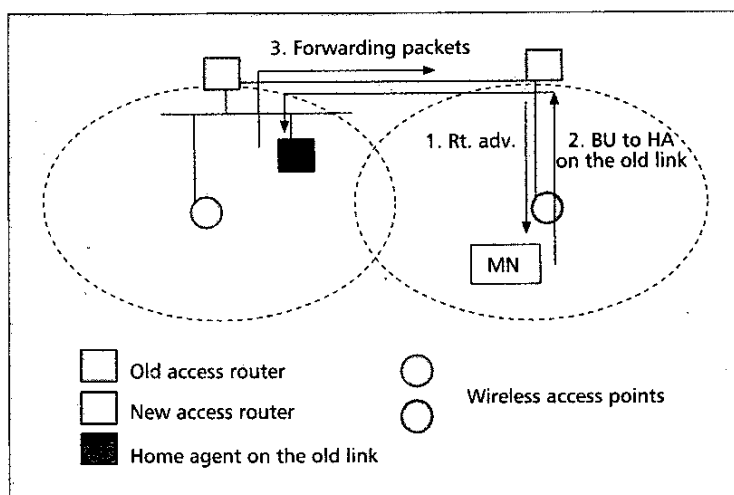 3. Forwarding packets
1. Rt. adv.
2. BU to HA
on the old link
MN
Old access router
New access router
Home agent on the old link
Wireless access points